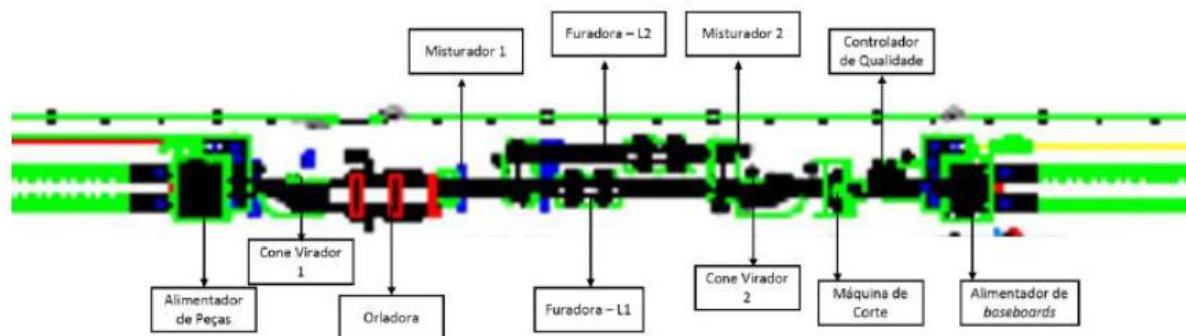 Misturador 1
Furadora – L2
Misturador 2
Controlador
de Qualidade
Cone Virador
1
Alimentador
de Peças
Orladora
Furadora – L1
Cone Virador
2
Máquina de
Corte
Alimentador de
baseboards